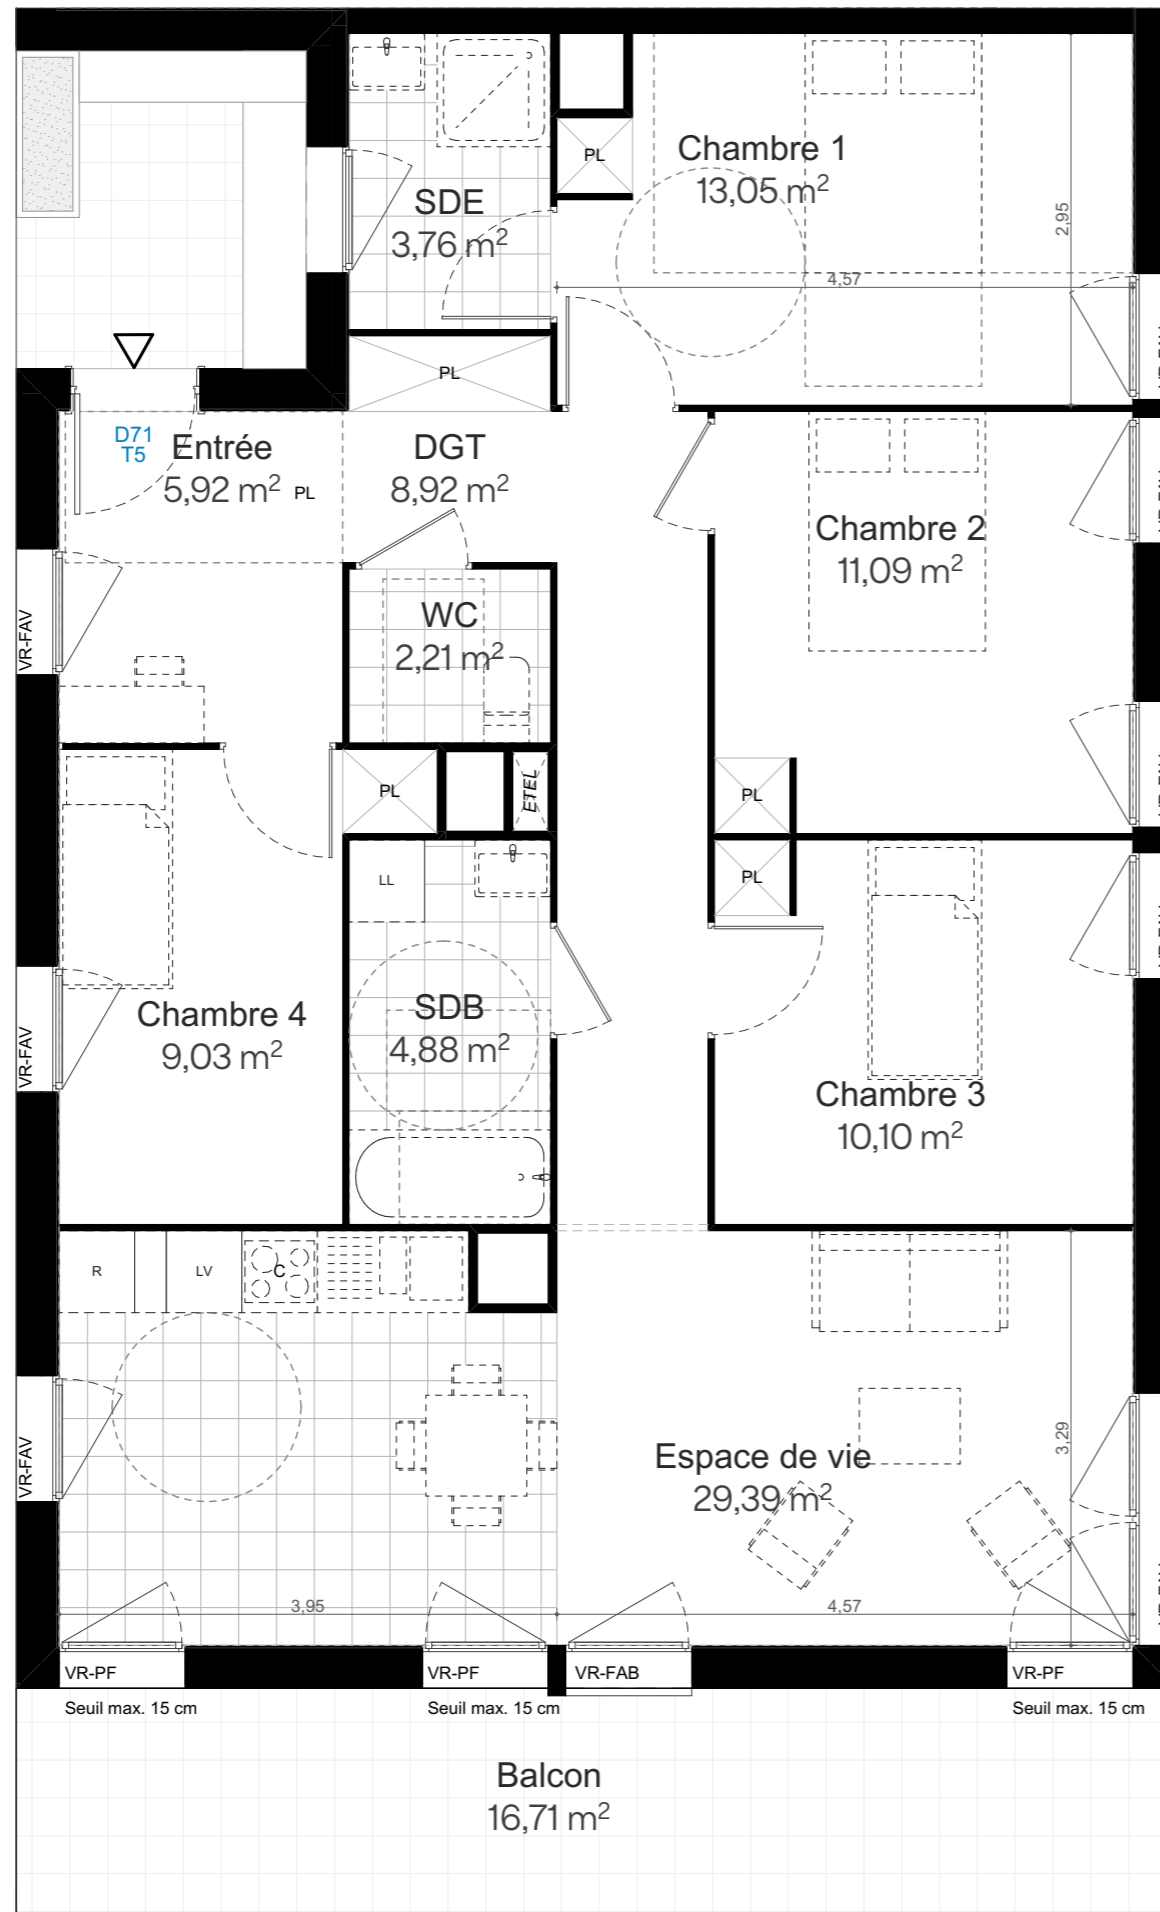 SDE
3,76 m²
PL
Chambre 1
13,05 m²
2,95
4,57
PL
D71
T5
Entrée
5,92 m²
PL
DGT
8,92 m²
Chambre 2
11,09 m²
VR-FAV
WC
2,21 m²
PL
ETEL
PL
PL
LL
Chambre 4
9,03 m²
SDB
4,88 m²
VR-FAV
Chambre 3
10,10 m²
R
LV
C
3,29
VR-FAV
Espace de vie
29,39 m²
3,95
4,57
VR-PF
VR-PF
VR-FAB
VR-PF
Seuil max. 15 cm
Seuil max. 15 cm
Seuil max. 15 cm
Balcon
16,71 m²